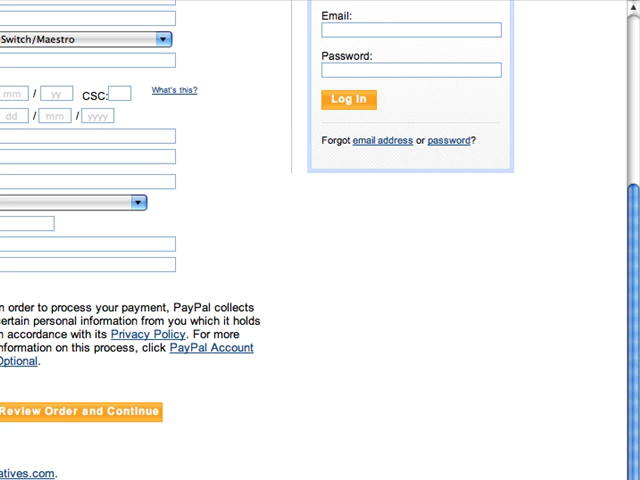 Switch/Maestro
mm / yy CSC: What's this?
dd / mm / yyyy
Email:
Password:
Log In
Forgot email address or password?
n order to process your payment, PayPal collects
ertain personal information from you which it holds
n accordance with its Privacy Policy. For more
nformation on this process, click PayPal Account
Optional.
Review Order and Continue
atives.com.